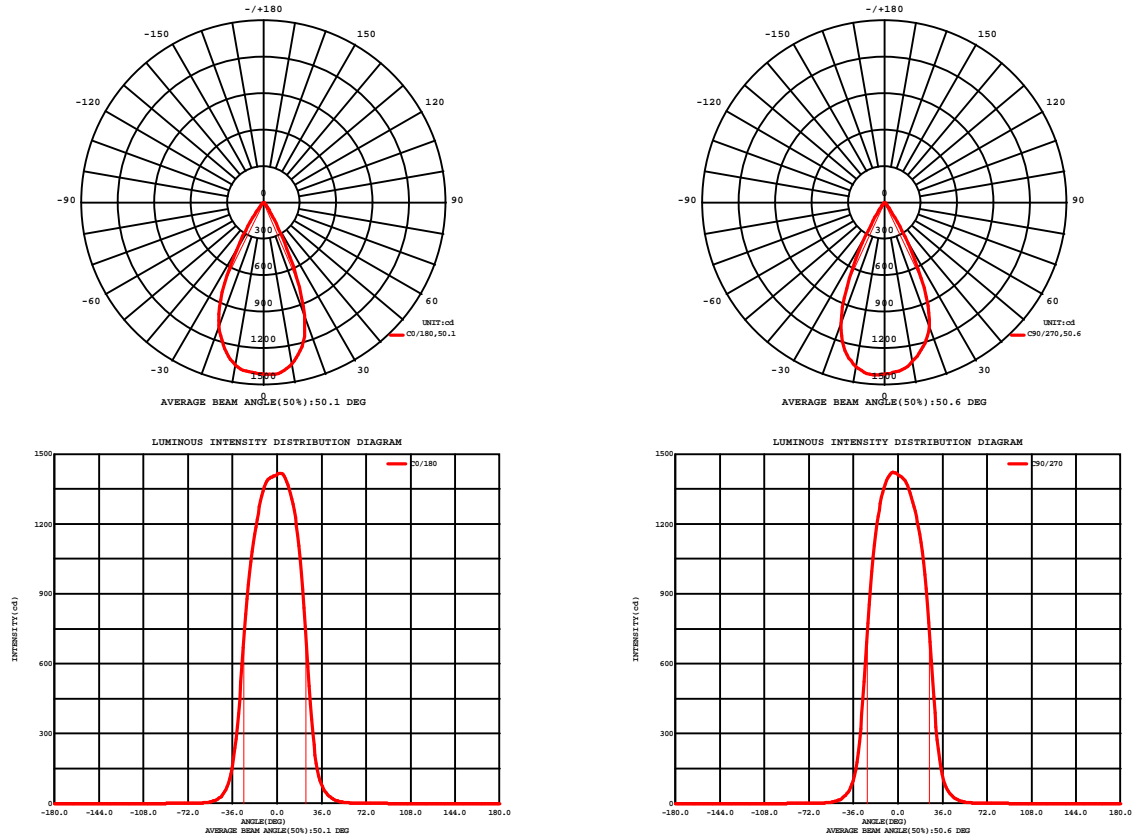 -/+180
-150
150
-120
120
-90
90
-60
60
-30
30
0
0
300
600
900
1200
1500
UNIT:cd
C0/180,50.1
AVERAGE BEAM ANGLE(50%):50.1 DEG
-/+180
-150
150
-120
120
-90
90
-60
60
-30
30
0
0
300
600
900
1200
1500
UNIT:cd
C90/270,50.6
AVERAGE BEAM ANGLE(50%):50.6 DEG
LUMINOUS INTENSITY DISTRIBUTION DIAGRAM
C0/180
1500
1200
900
600
300
0
INTENSITY(cd)
-180.0 -144.0 -108.0 -72.0 -36.0 0.0 36.0 72.0 108.0 144.0 180.0
ANGLE(DEG)
AVERAGE BEAM ANGLE(50%):50.1 DEG
LUMINOUS INTENSITY DISTRIBUTION DIAGRAM
C90/270
1500
1200
900
600
300
0
INTENSITY(cd)
-180.0 -144.0 -108.0 -72.0 -36.0 0.0 36.0 72.0 108.0 144.0 180.0
ANGLE(DEG)
AVERAGE BEAM ANGLE(50%):50.6 DEG